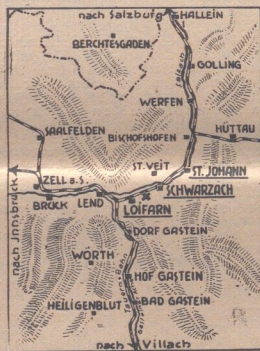 nach Salzburg
HALLEIN
BERCHTESGADEN
GOLLING
WERFEN
SAALFELDEN
BISCHOFSHOFEN
HÜTTAU
ST. VEIT
ST. JOHANN
ZELL a.S.
SCHWARZACH
BRUCK
LEND
LOIFARN
nach Innsbruck
DORF GASTEIN
WÖRTH
HOF GASTEIN
HEILIGENBLUT
BAD GASTEIN
nach Villach